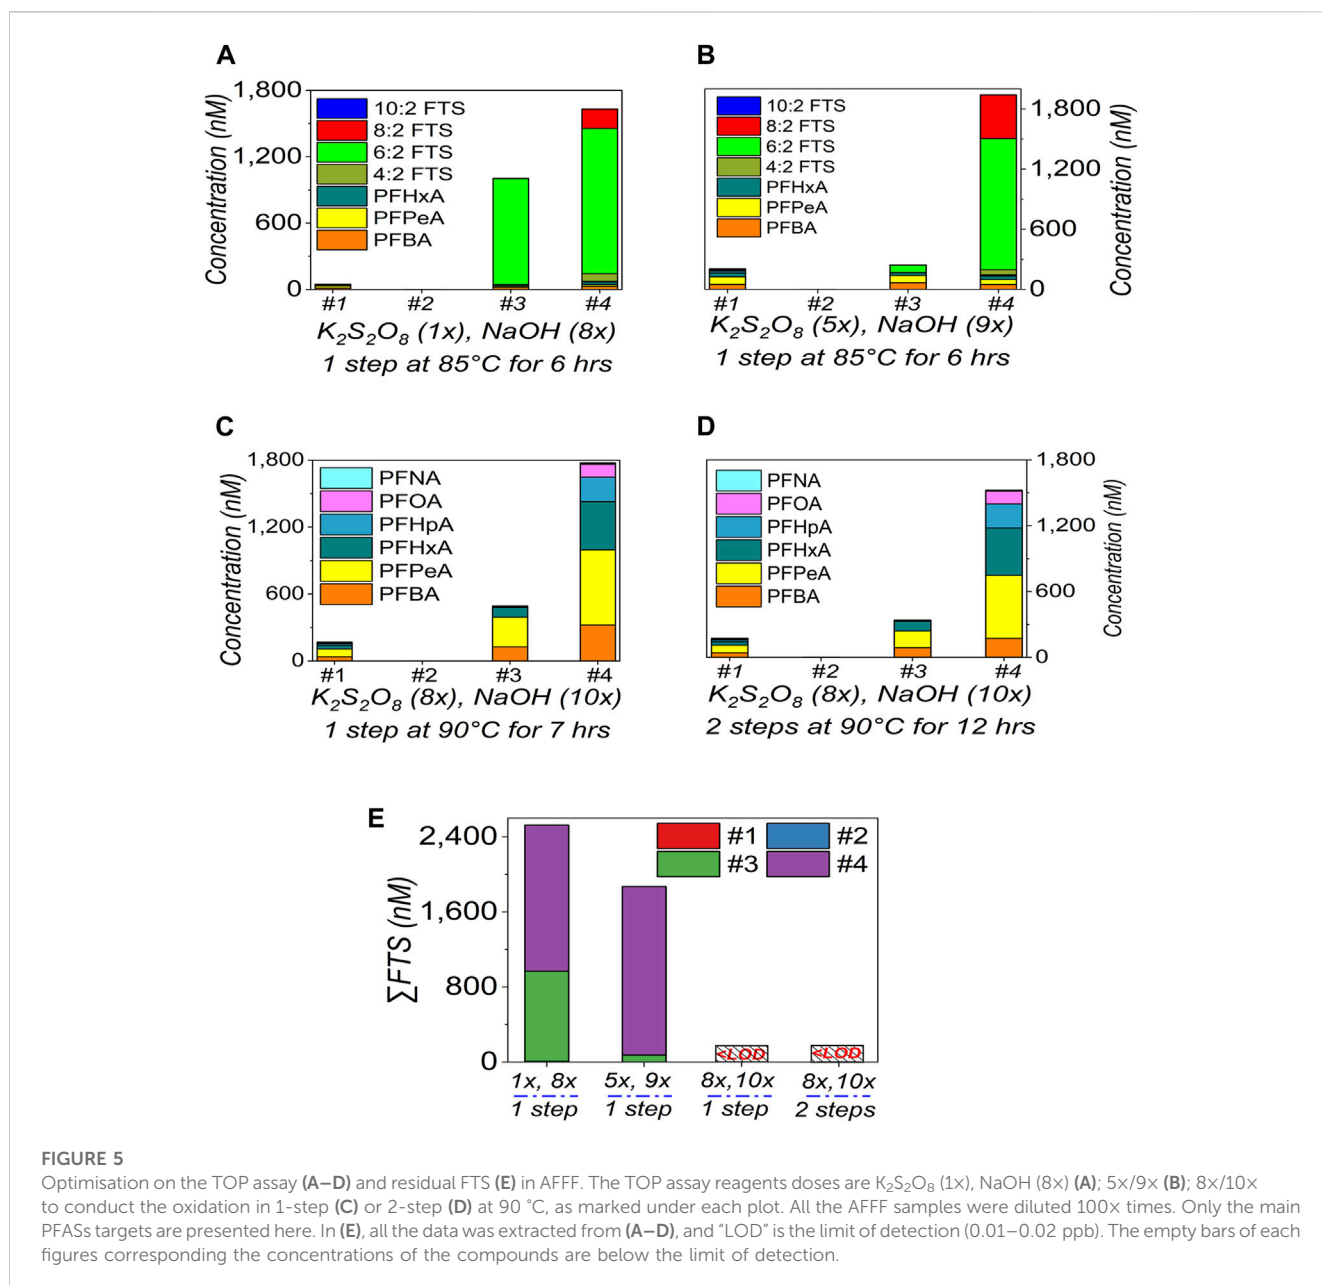 A
Concentration (nM)
1,800
1,200
600
0
10:2 FTS
8:2 FTS
6:2 FTS
4:2 FTS
PFHxA
PFPeA
PFBA
#1 #2 #3 #4
K2S2O8 (1x), NaOH (8x)
1 step at 85°C for 6 hrs
B
10:2 FTS
8:2 FTS
6:2 FTS
4:2 FTS
PFHxA
PFPeA
PFBA
1,800
1,200
600
0
Concentration (nM)
#1 #2 #3 #4
K2S2O8 (5x), NaOH (9x)
1 step at 85°C for 6 hrs
C
Concentration (nM)
1,800
1,200
600
0
PFNA
PFOA
PFHpA
PFHxA
PFPeA
PFBA
#1 #2 #3 #4
K2S2O8 (8x), NaOH (10x)
1 step at 90°C for 7 hrs
D
PFNA
PFOA
PFHpA
PFHxA
PFPeA
PFBA
1,800
1,200
600
0
Concentration (nM)
#1 #2 #3 #4
K2S2O8 (8x), NaOH (10x)
2 steps at 90°C for 12 hrs
E
∑FTS (nM)
2,400
1,600
800
0
#1 #2
#3 #4
<LOD <LOD
1x, 8x 5x, 9x 8x,10x 8x,10x
1 step 1 step 1 step 2 steps
FIGURE 5
Optimisation on the TOP assay (A–D) and residual FTS (E) in AFFF. The TOP assay reagents doses are K2S2O8 (1x), NaOH (8x) (A); 5×/9× (B); 8×/10×
to conduct the oxidation in 1-step (C) or 2-step (D) at 90 °C, as marked under each plot. All the AFFF samples were diluted 100× times. Only the main
PFASs targets are presented here. In (E), all the data was extracted from (A–D), and “LOD” is the limit of detection (0.01–0.02 ppb). The empty bars of each
figures corresponding the concentrations of the compounds are below the limit of detection.